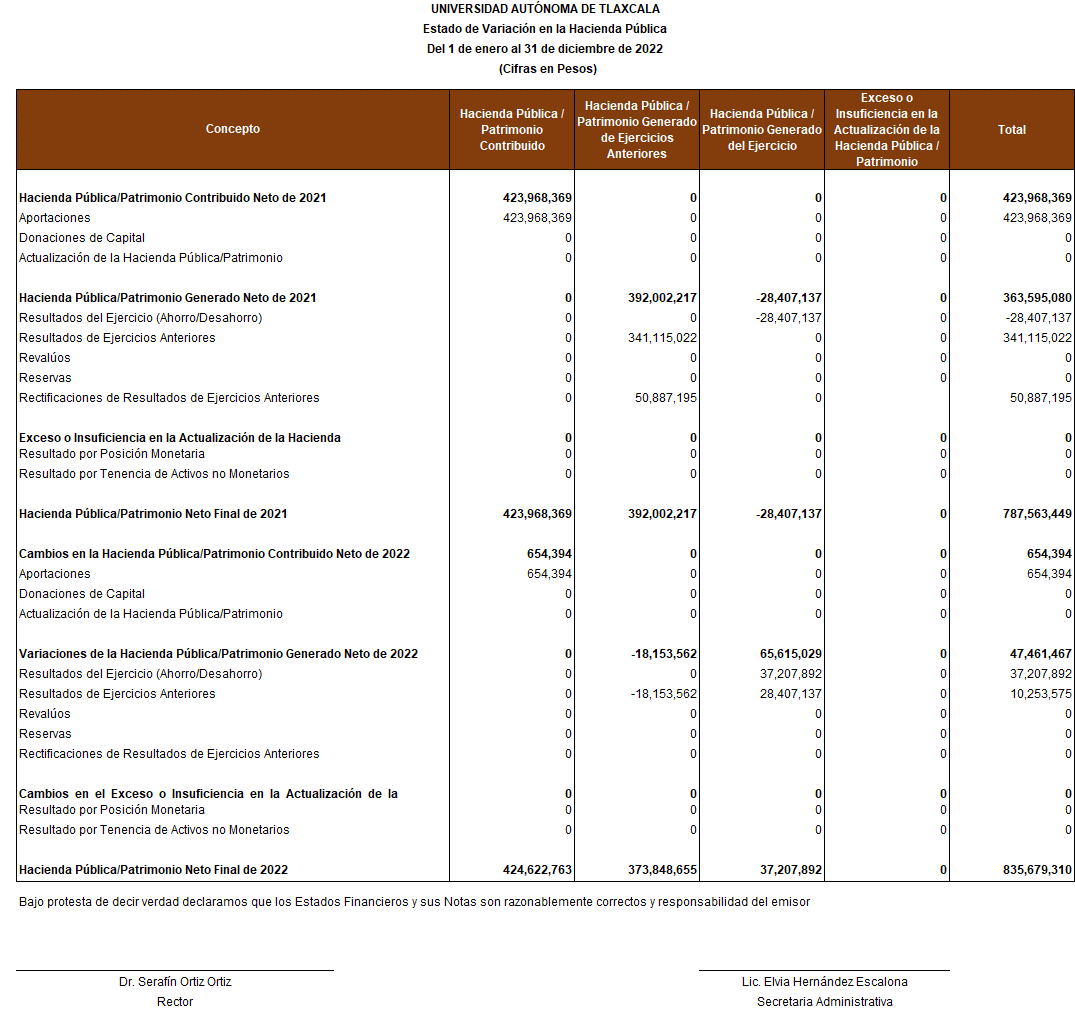 UNIVERSIDAD AUTÓNOMA DE TLAXCALA
Estado de Variación en la Hacienda Pública
Del 1 de enero al 31 de diciembre de 2022
(Cifras en Pesos)
Concepto
Hacienda Pública /
Patrimonio
Contribuido
Hacienda Pública /
Patrimonio Generado
de Ejercicios
Anteriores
Hacienda Pública /
Patrimonio Generado
del Ejercicio
Exceso o
Insuficiencia en la
Actualización de la
Hacienda Pública /
Patrimonio
Total
Hacienda Pública/Patrimonio Contribuido Neto de 2021 423,968,369 0 0 0 423,968,369
Aportaciones 423,968,369 0 0 0 423,968,369
Donaciones de Capital 0 0 0 0 0
Actualización de la Hacienda Pública/Patrimonio 0 0 0 0 0
Hacienda Pública/Patrimonio Generado Neto de 2021 0 392,002,217 -28,407,137 0 363,595,080
Resultados del Ejercicio (Ahorro/Desahorro) 0 0 -28,407,137 0 -28,407,137
Resultados de Ejercicios Anteriores 0 341,115,022 0 0 341,115,022
Revalúos 0 0 0 0 0
Reservas 0 0 0 0 0
Rectificaciones de Resultados de Ejercicios Anteriores 0 50,887,195 0 50,887,195
Exceso o Insuficiencia en la Actualización de la Hacienda 0 0 0 0 0
Resultado por Posición Monetaria 0 0 0 0 0
Resultado por Tenencia de Activos no Monetarios 0 0 0 0 0
Hacienda Pública/Patrimonio Neto Final de 2021 423,968,369 392,002,217 -28,407,137 0 787,563,449
Cambios en la Hacienda Pública/Patrimonio Contribuido Neto de 2022 654,394 0 0 0 654,394
Aportaciones 654,394 0 0 0 654,394
Donaciones de Capital 0 0 0 0 0
Actualización de la Hacienda Pública/Patrimonio 0 0 0 0 0
Variaciones de la Hacienda Pública/Patrimonio Generado Neto de 2022 0 -18,153,562 65,615,029 0 47,461,467
Resultados del Ejercicio (Ahorro/Desahorro) 0 0 37,207,892 0 37,207,892
Resultados de Ejercicios Anteriores 0 -18,153,562 28,407,137 0 10,253,575
Revalúos 0 0 0 0 0
Reservas 0 0 0 0 0
Rectificaciones de Resultados de Ejercicios Anteriores 0 0 0 0 0
Cambios en el Exceso o Insuficiencia en la Actualización de la 0 0 0 0 0
Resultado por Posición Monetaria 0 0 0 0 0
Resultado por Tenencia de Activos no Monetarios 0 0 0 0 0
Hacienda Pública/Patrimonio Neto Final de 2022 424,622,763 373,848,655 37,207,892 0 835,679,310
Bajo protesta de decir verdad declaramos que los Estados Financieros y sus Notas son razonablemente correctos y responsabilidad del emisor
Dr. Serafín Ortiz Ortiz
Rector
Lic. Elvia Hernández Escalona
Secretaria Administrativa